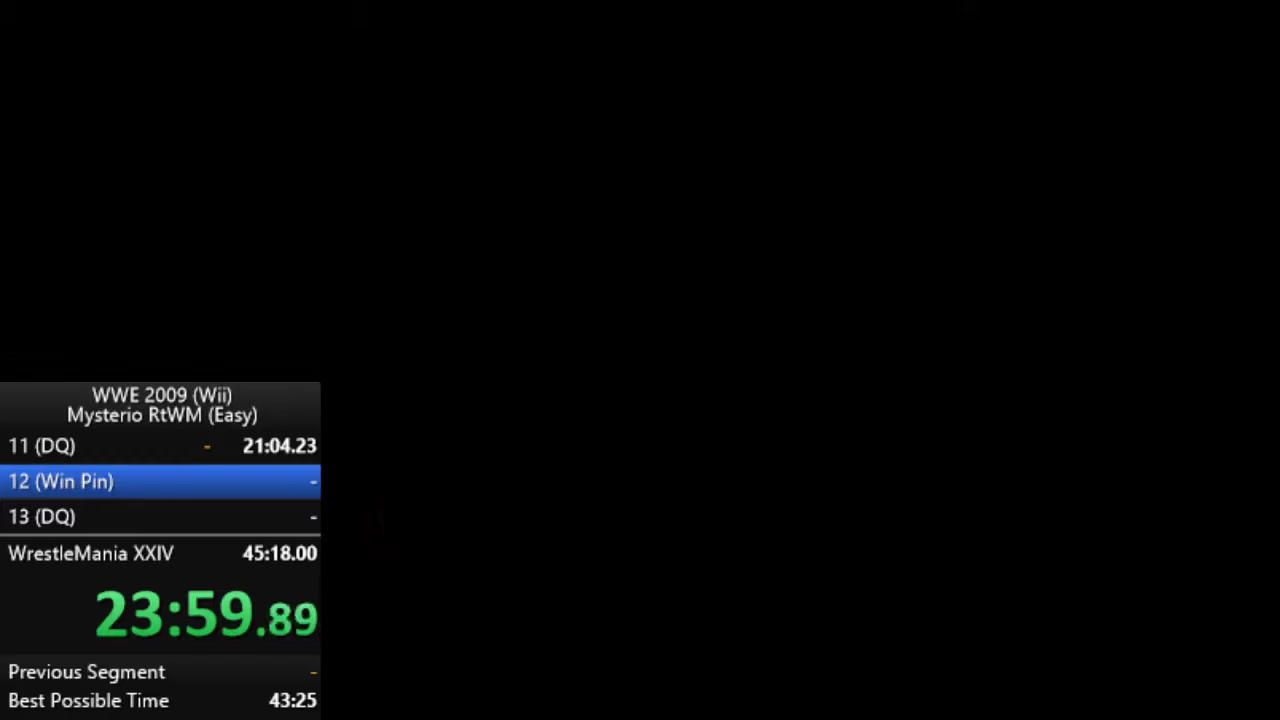 WWE 2009 (Wii)
Mysterio RtWM (Easy)
11 (DQ) - 21:04.23
12 (Win Pin) -
13 (DQ) -
WrestleMania XXIV 45:18.00
23:59.89
Previous Segment -
Best Possible Time 43:25